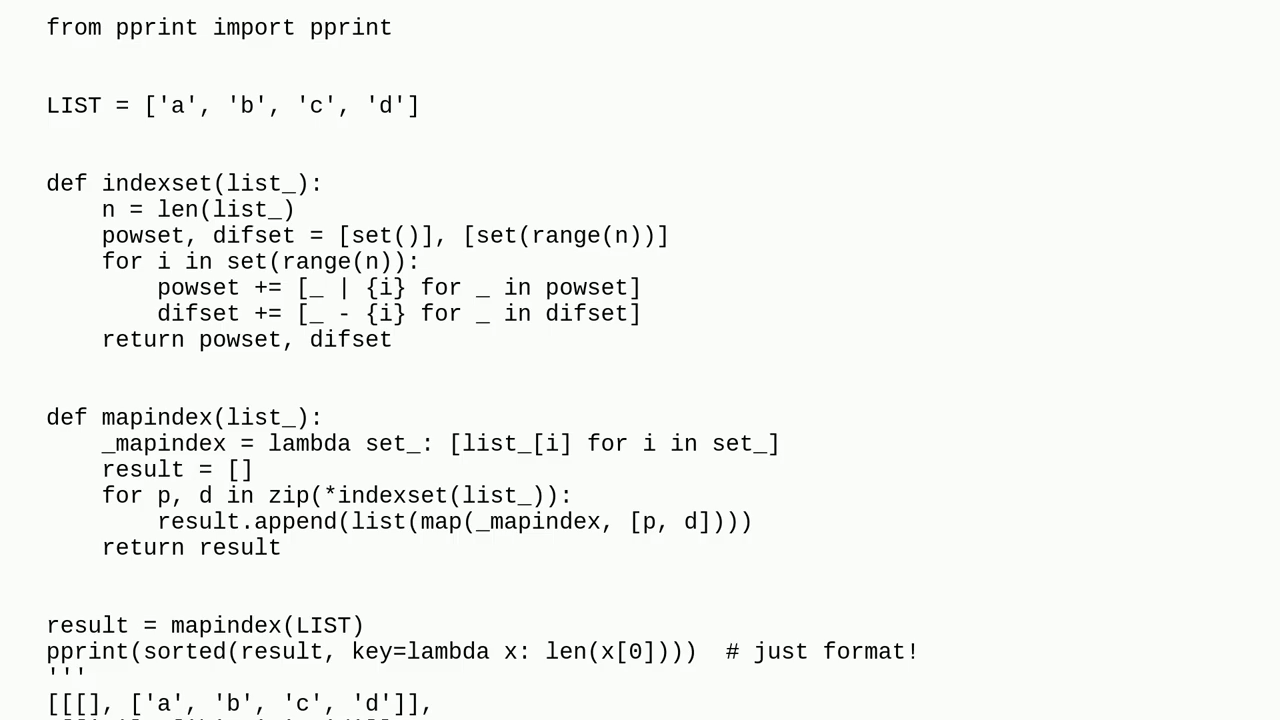 from pprint import pprint
LIST = ['a', 'b', 'c', 'd']
def indexset(list_):
    n = len(list_)
    powset, difset = [set()], [set(range(n))]
    for i in set(range(n)):
        powset += [_ | {i} for _ in powset]
        difset += [_ - {i} for _ in difset]
    return powset, difset
def mapindex(list_):
    _mapindex = lambda set_: [list_[i] for i in set_]
    result = []
    for p, d in zip(*indexset(list_)):
        result.append(list(map(_mapindex, [p, d])))
    return result
result = mapindex(LIST)
pprint(sorted(result, key=lambda x: len(x[0])))  # just format!
'''
[[[], ['a', 'b', 'c', 'd']],